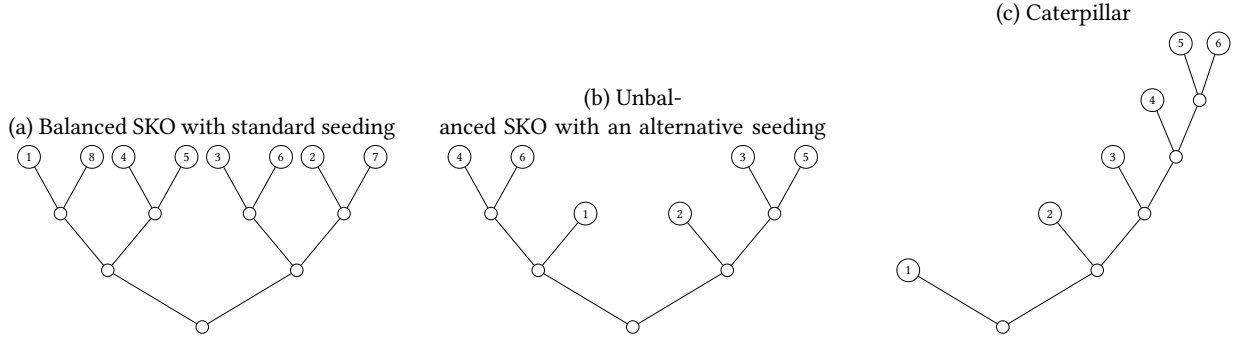 (c) Caterpillar
5 6
(b) Unbal-
4
(a) Balanced SKO with standard seeding
anced SKO with an alternative seeding
1 8 4 5 3 6 2 7
4 6 3 5
3
1 2
2
1